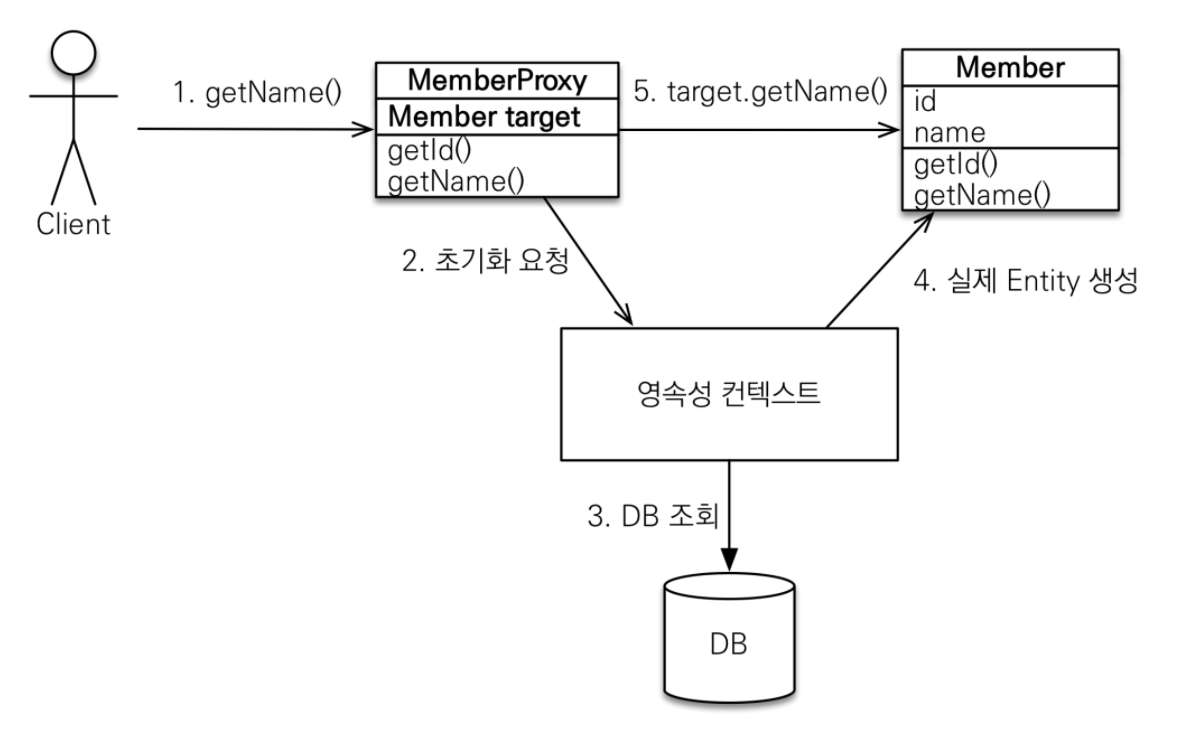 1. getName()
MemberProxy
Member target
getId()
getName()
5. target.getName()
Member
id
name
getId()
getName()
Client
2. 초기화 요청
4. 실제 Entity 생성
영속성 컨텍스트
3. DB 조회
DB